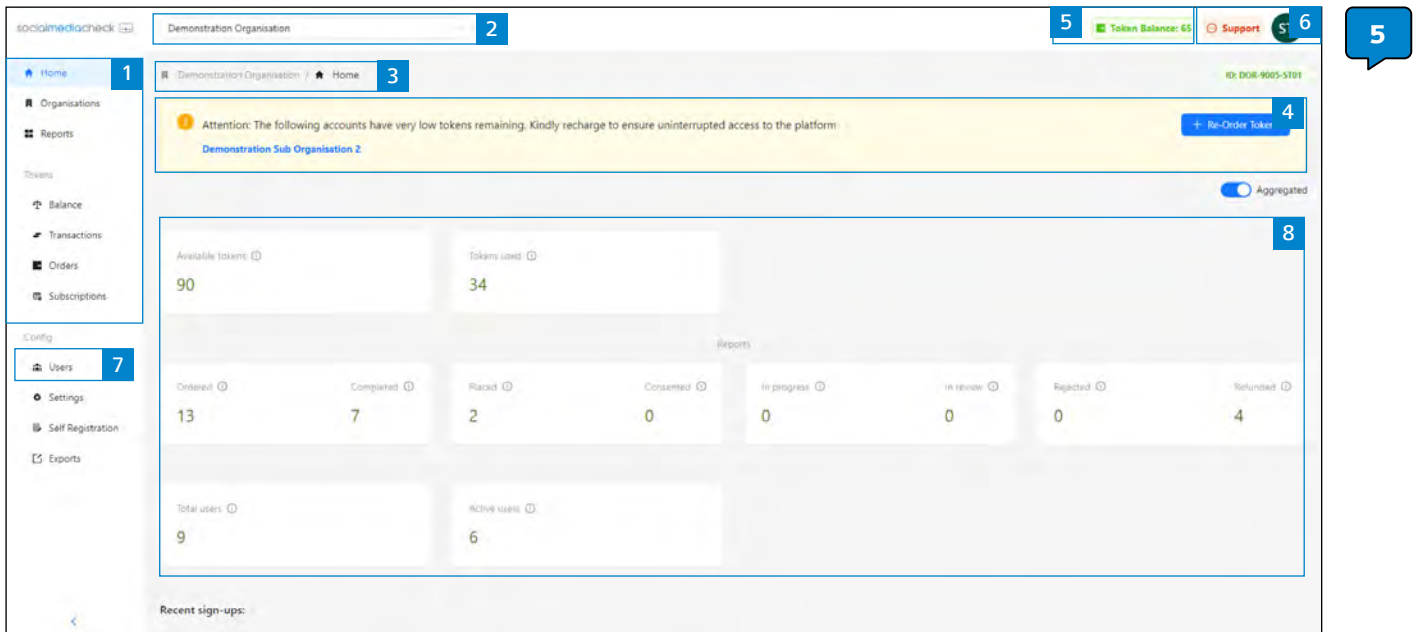 socialmediacheck
Demonstration Organisation
2
5
Token Balance: 65
Support
ST
6
5
Home
1
Demonstration Organisation / Home
3
ID: DOR-9005-ST01
Organisations
Reports
Attention: The following accounts have very low tokens remaining. Kindly recharge to ensure uninterrupted access to the platform
Demonstration Sub Organisation 2
+ Re-Order Token
4
Tokens
Aggregated
Balance
Transactions
Orders
Subscriptions
8
Available tokens
90
Tokens used
34
Config
Users
7
Settings
Self Registration
Exports
Reports
Ordered
13
Completed
7
Placed
2
Consented
0
In progress
0
In review
0
Rejected
0
Refunded
4
Total users
9
Active users
6
Recent sign-ups: